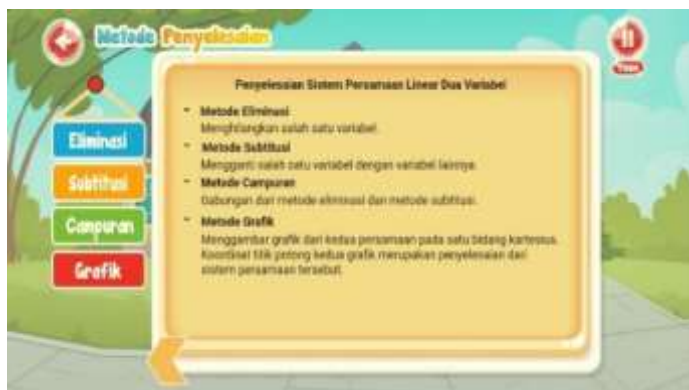 Metode Penyelesaian
Penyelesaian Sistem Persamaan Linear Dua Variabel
Metode Eliminasi
Menghilangkan salah satu variabel.
Metode Subtitusi
Mengganti salah satu variabel dengan variabel lainnya.
Metode Campuran
Gabungan dari metode eliminasi dan metode subtitusi.
Metode Grafik
Menggambar grafik dari kedua persamaan pada satu bidang kartesius.
Koordinat titik potong kedua grafik merupakan penyelesaian dari
sistem persamaan tersebut.
Eliminasi
Subtitusi
Campuran
Grafik